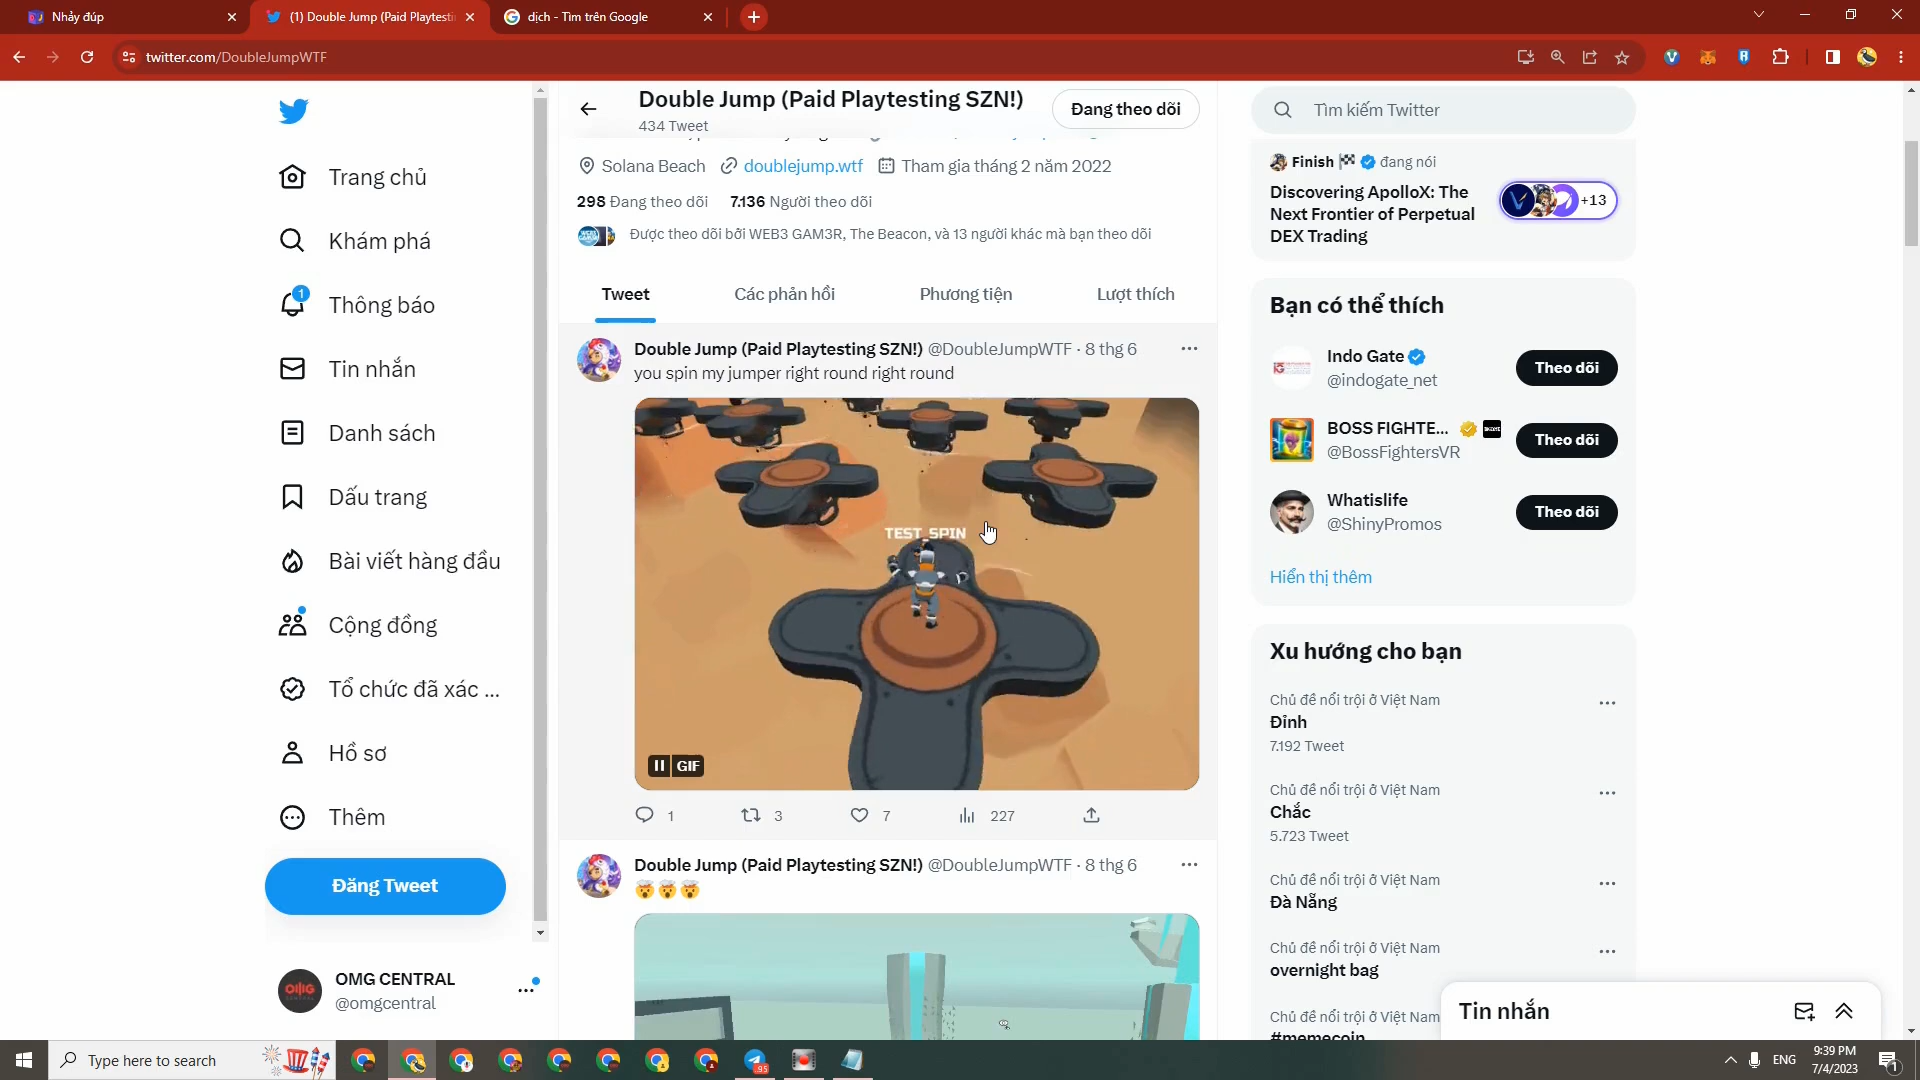 Nhảy đúp
(1) Double Jump (Paid Playtesti
dịch - Tìm trên Google
twitter.com/DoubleJumpWTF
Trang chủ
Khám phá
1
Thông báo
Tin nhắn
Danh sách
Dấu trang
Bài viết hàng đầu
Cộng đồng
Tổ chức đã xác ...
Hồ sơ
Thêm
Đăng Tweet
OMG CENTRAL
@omgcentral
Double Jump (Paid Playtesting SZN!)
434 Tweet
Đang theo dõi
Solana Beach doublejump.wtf Tham gia tháng 2 năm 2022
298 Đang theo dõi 7.136 Người theo dõi
Được theo dõi bởi WEB3 GAM3R, The Beacon, và 13 người khác mà bạn theo dõi
Tweet Các phản hồi Phương tiện Lượt thích
Double Jump (Paid Playtesting SZN!) @DoubleJumpWTF · 8 thg 6
you spin my jumper right round right round
TEST_SPIN
GIF
1 3 7 227
Double Jump (Paid Playtesting SZN!) @DoubleJumpWTF · 8 thg 6
🤯🤯🤯
Tìm kiếm Twitter
Finish 🏁 đang nói
Discovering ApolloX: The
Next Frontier of Perpetual
DEX Trading
+13
Bạn có thể thích
Indo Gate
@indogate_net
Theo dõi
BOSS FIGHTE...
@BossFightersVR
Theo dõi
Whatislife
@ShinyPromos
Theo dõi
Hiển thị thêm
Xu hướng cho bạn
Chủ đề nổi trội ở Việt Nam
Đỉnh
7.192 Tweet
Chủ đề nổi trội ở Việt Nam
Chắc
5.723 Tweet
Chủ đề nổi trội ở Việt Nam
Đà Nẵng
Chủ đề nổi trội ở Việt Nam
overnight bag
Chủ đề nổi trội ở Việt Nam
#memecoin
Tin nhắn
Type here to search
95
ENG
9:39 PM
7/4/2023
1